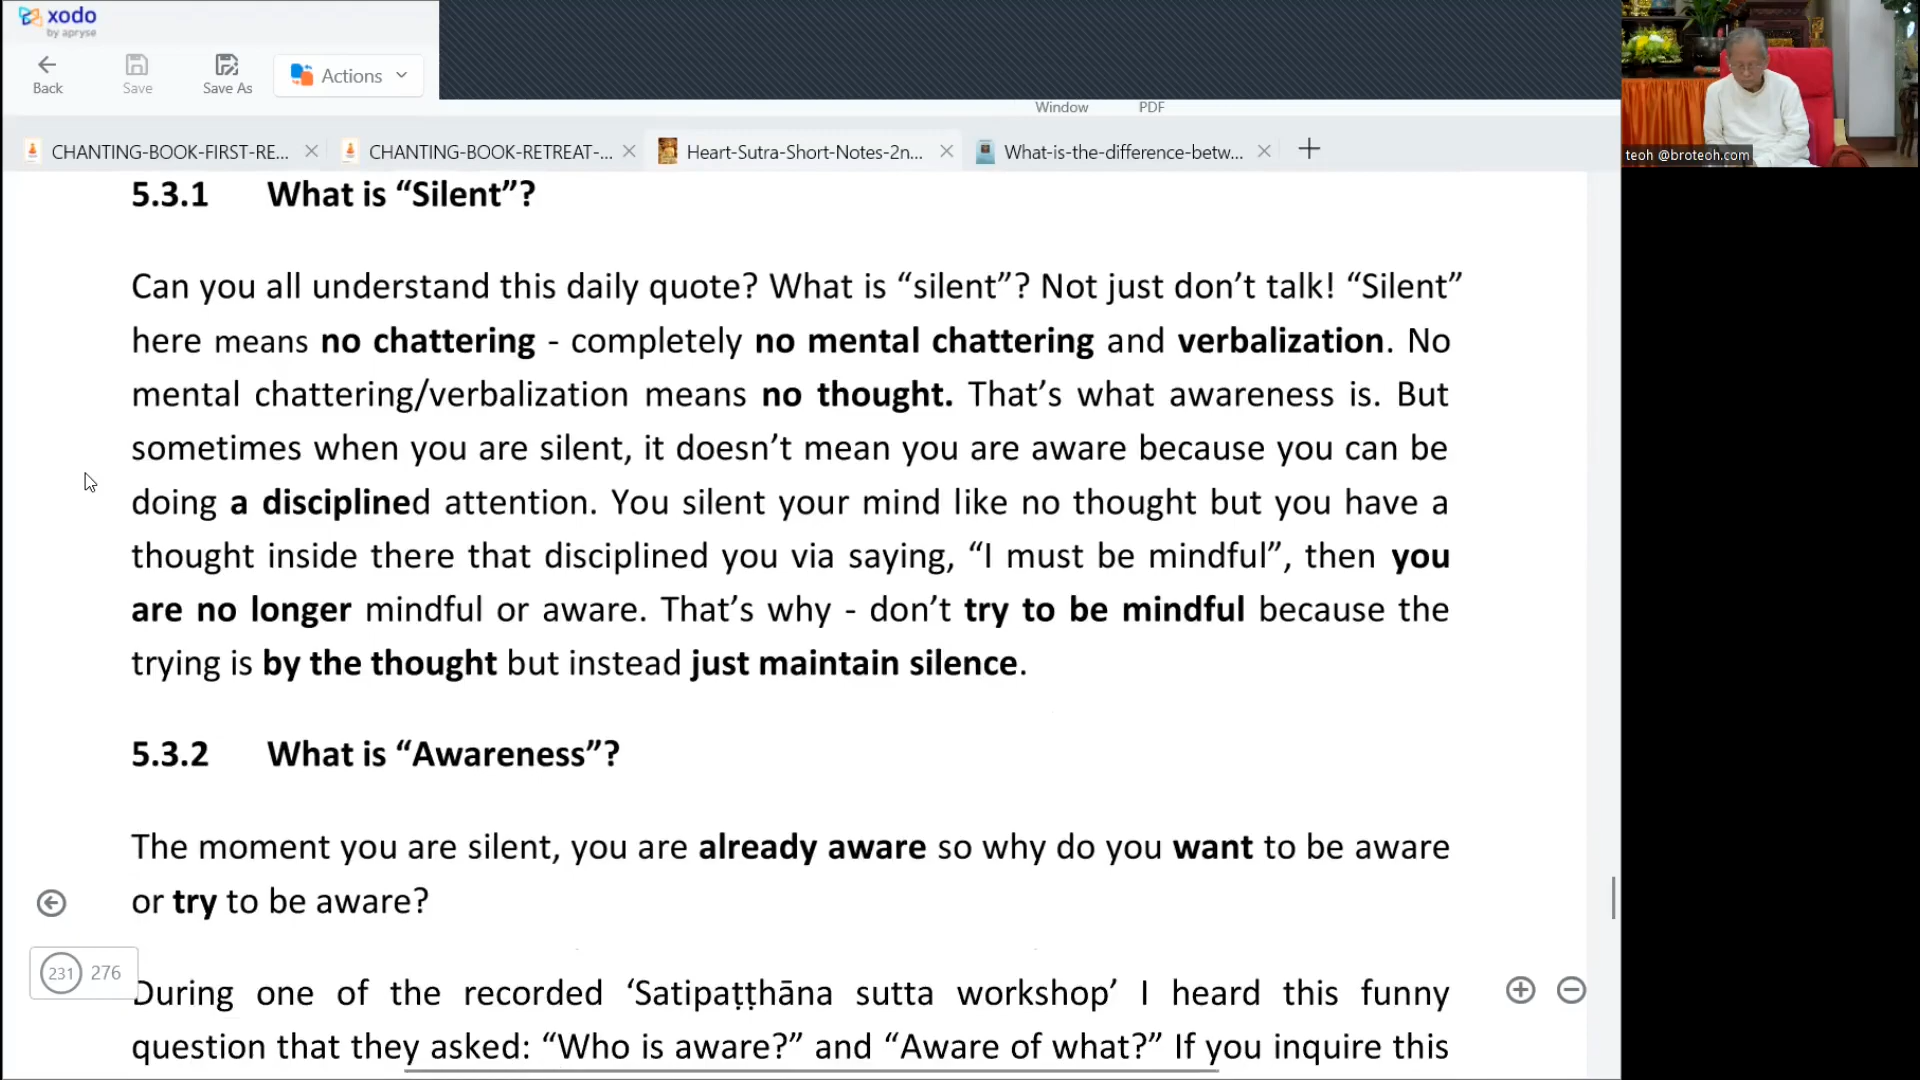 xodo
by apryse
Back
Save
Save As
Actions
Window PDF
CHANTING-BOOK-FIRST-RE...
CHANTING-BOOK-RETREAT-...
Heart-Sutra-Short-Notes-2n...
What-is-the-difference-betw...
teoh @broteoh.com
5.3.1 What is “Silent”?
Can you all understand this daily quote? What is “silent”? Not just don’t talk! “Silent”
here means no chattering - completely no mental chattering and verbalization. No
mental chattering/verbalization means no thought. That’s what awareness is. But
sometimes when you are silent, it doesn’t mean you are aware because you can be
doing a disciplined attention. You silent your mind like no thought but you have a
thought inside there that disciplined you via saying, “I must be mindful”, then you
are no longer mindful or aware. That’s why - don’t try to be mindful because the
trying is by the thought but instead just maintain silence.
5.3.2 What is “Awareness”?
The moment you are silent, you are already aware so why do you want to be aware
or try to be aware?
231 276
During one of the recorded ‘Satipaṭṭhāna sutta workshop’ I heard this funny
question that they asked: “Who is aware?” and “Aware of what?” If you inquire this